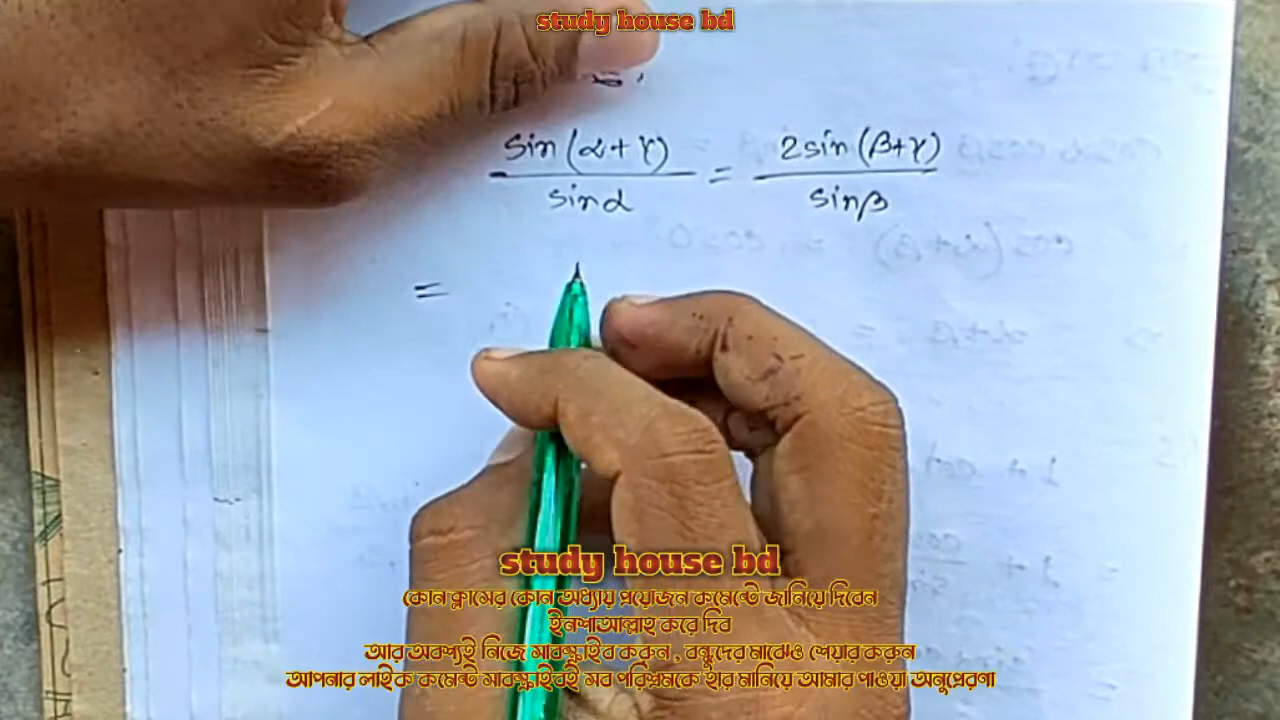 study house bd
sin(α+γ)/sinα = 2sin(β+γ)/sinβ
=
study house bd
কোন ক্লাসের কোন অধ্যায় প্রয়োজন কমেন্টে জানিয়ে দিবেন
ইনশাআল্লাহ করে দিব
আর অবশ্যই নিজে সাবস্ক্রাইব করুন , বন্ধুদের মাঝেও শেয়ার করুন
আপনার লাইক কমেন্ট সাবস্ক্রাইবই সব পরিশ্রমকে হার মানিয়ে আমার পাওয়া অনুপ্রেরণা